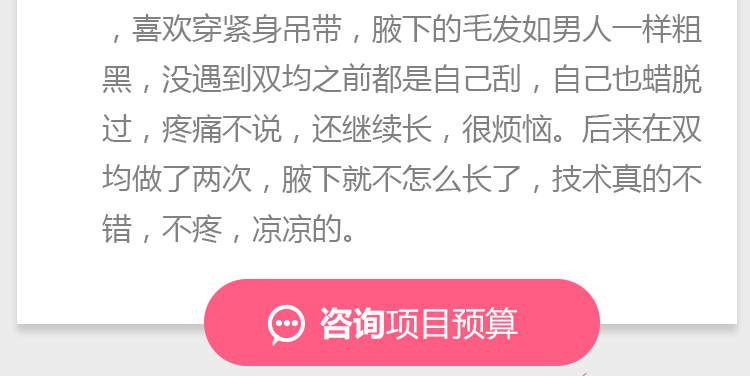 ，喜欢穿紧身吊带，腋下的毛发如男人一样粗
黑，没遇到双均之前都是自己刮，自己也蜡脱
过，疼痛不说，还继续长，很烦恼。后来在双
均做了两次，腋下就不怎么长了，技术真的不
错，不疼，凉凉的。
咨询项目预算